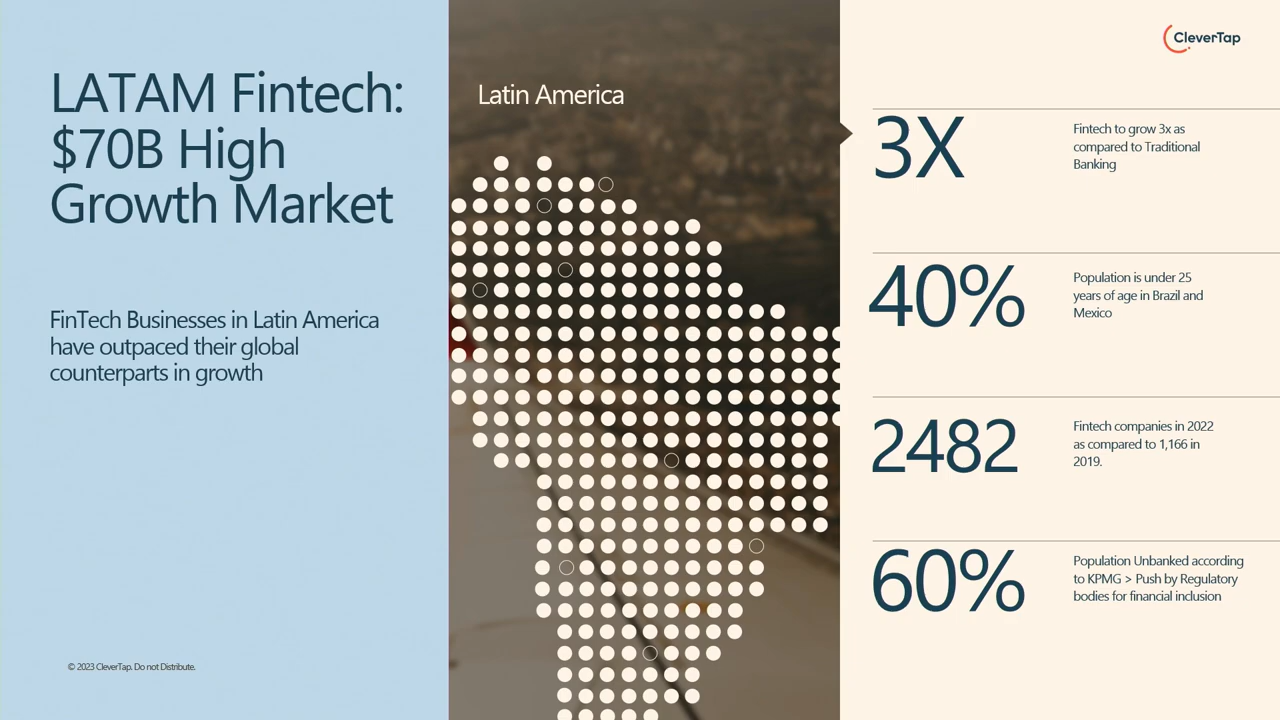 LATAM Fintech:
$70B High
Growth Market
FinTech Businesses in Latin America
have outpaced their global
counterparts in growth
© 2023 CleverTap. Do not Distribute.
Latin America
CleverTap
3X
Fintech to grow 3x as
compared to Traditional
Banking
40%
Population is under 25
years of age in Brazil and
Mexico
2482
Fintech companies in 2022
as compared to 1,166 in
2019.
60%
Population Unbanked according
to KPMG > Push by Regulatory
bodies for financial inclusion